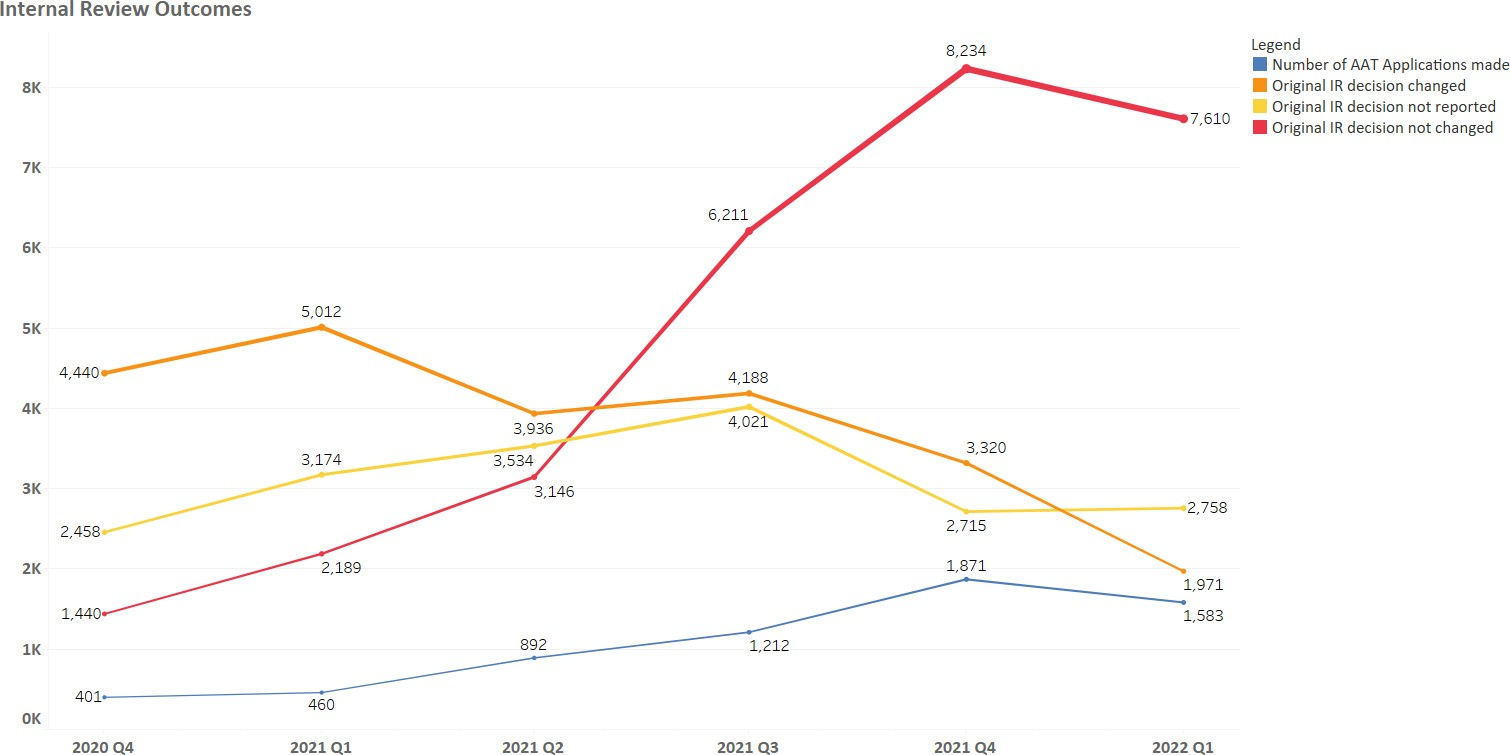 Internal Review Outcomes
Legend
Number of AAT Applications made
Original IR decision changed
Original IR decision not reported
Original IR decision not changed
8K
7K
6K
5K
4K
3K
2K
1K
0K
8,234
7,610
6,211
5,012
4,440
4,188
4,021
3,936
3,534
3,146
3,174
3,320
2,458
2,715
2,758
2,189
1,871
1,971
1,583
1,440
892
1,212
401
460
2020 Q4
2021 Q1
2021 Q2
2021 Q3
2021 Q4
2022 Q1